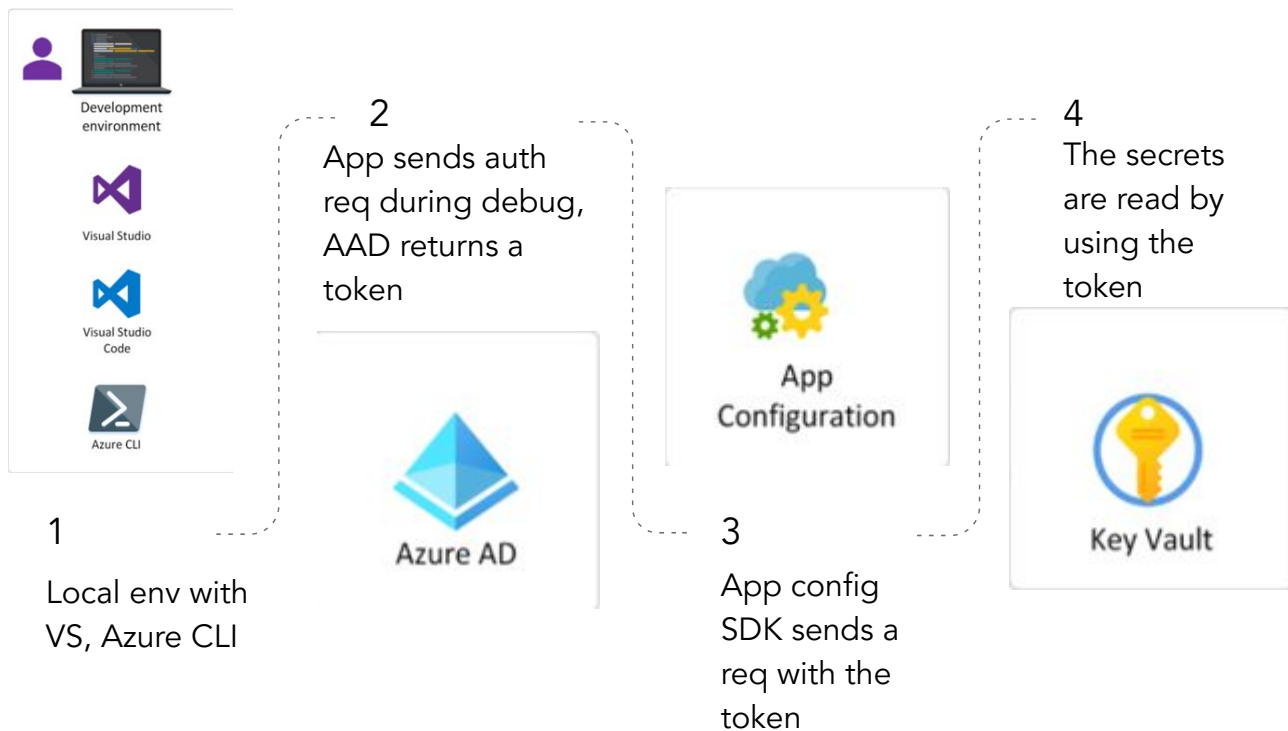 Development
environment
Visual Studio
Visual Studio
Code
Azure CLI
1
Local env with
VS, Azure CLI
2
App sends auth
req during debug,
AAD returns a
token
Azure AD
App
Configuration
3
App config
SDK sends a
req with the
token
4
The secrets
are read by
using the
token
Key Vault